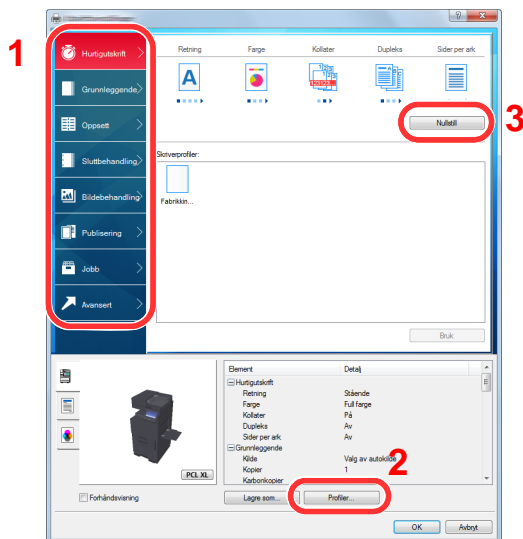 1
Hurtigutskrift
Grunnleggende
Oppsett
Sluttbehandling
Bildebehandling
Publisering
Jobb
Avansert
Retning Farge Kollater Dupleks Sider per ark
A
123123
Nullstill
3
Skriverprofiler:
Fabrikkin...
Bruk
Element Detalj
Hurtigutskrift
Retning Stående
Farge Full farge
Kollater På
Dupleks Av
Sider per ark Av
Grunnleggende
Kilde Valg av autokilde
Kopier 1
Karbonkopier
2
PCL XL
Forhåndsvisning
Lagre som... Profiler...
OK Avbryt